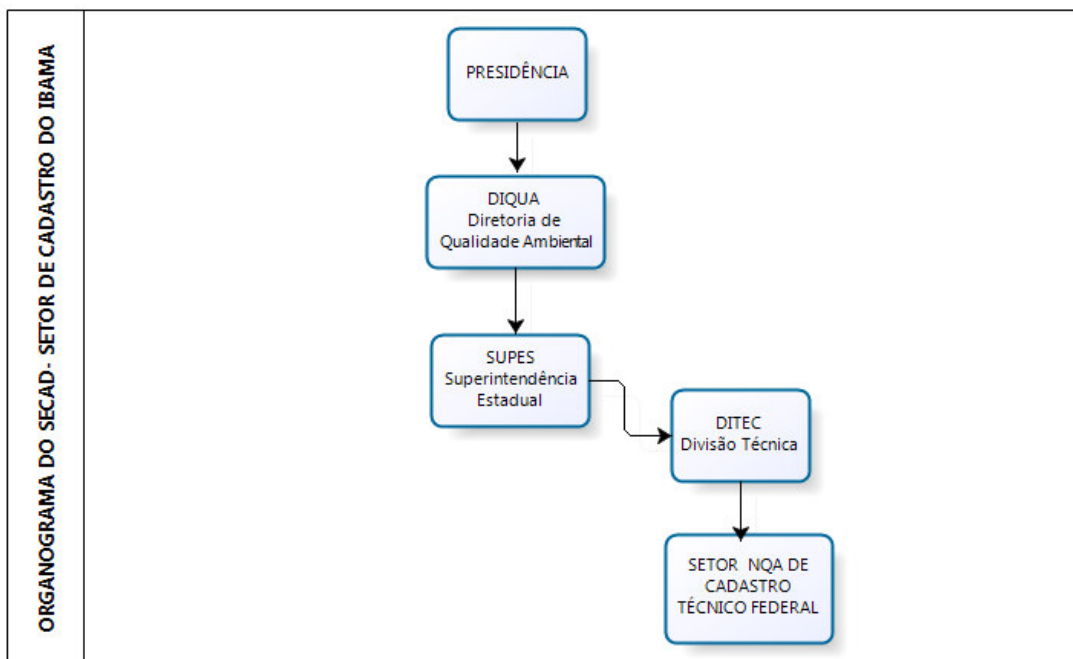 ORGANOGRAMA DO SECAD- SETOR DE CADASTRO DO IBAMA
PRESIDÊNCIA
DIQUA
Diretoria de
Qualidade Ambiental
SUPES
Superintendência
Estadual
DITEC
Divisão Técnica
SETOR NQA DE
CADASTRO
TÉCNICO FEDERAL